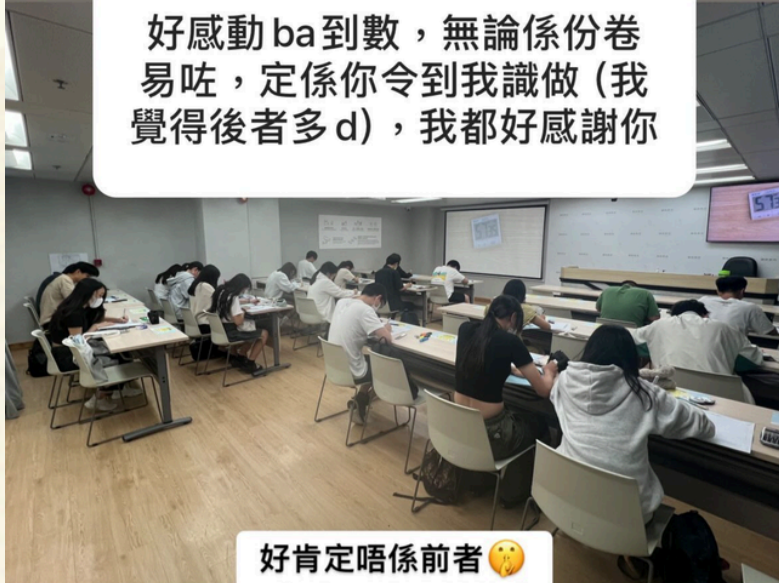 好感動ba到數，無論係份卷
易咗，定係你令到我識做（我
覺得後者多d），我都好感謝你
573
好肯定唔係前者🤫